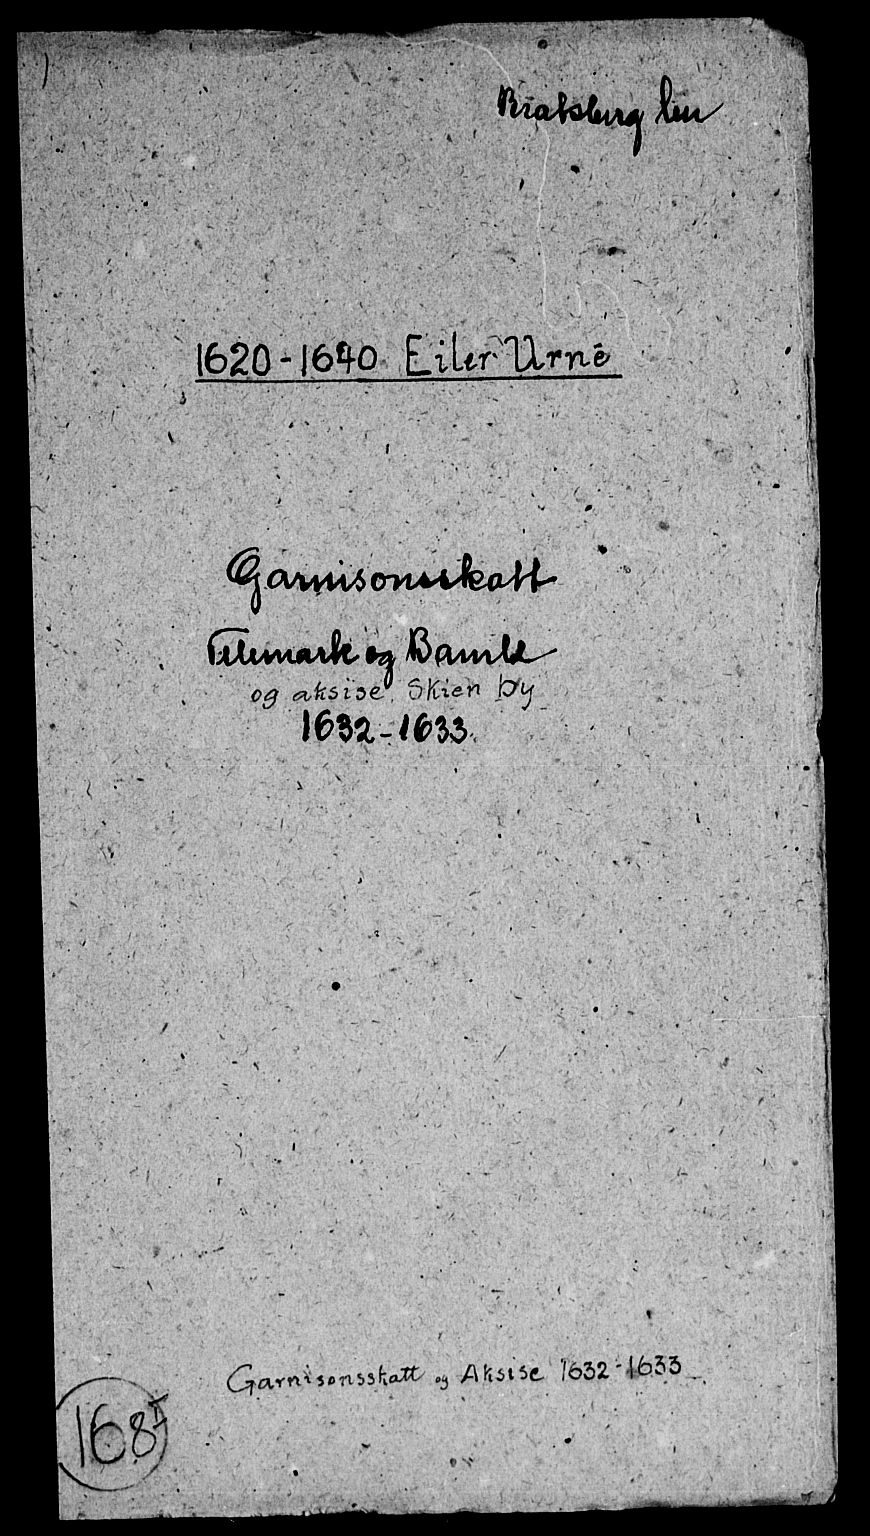 Bratsberg len
1620-1640 Eiler Urne
Garnisonsskatt
Telemark og Bamle
og aksise Skien by
1632-1633.
Garnisonsskatt og Aksise 1632-1633
168 I